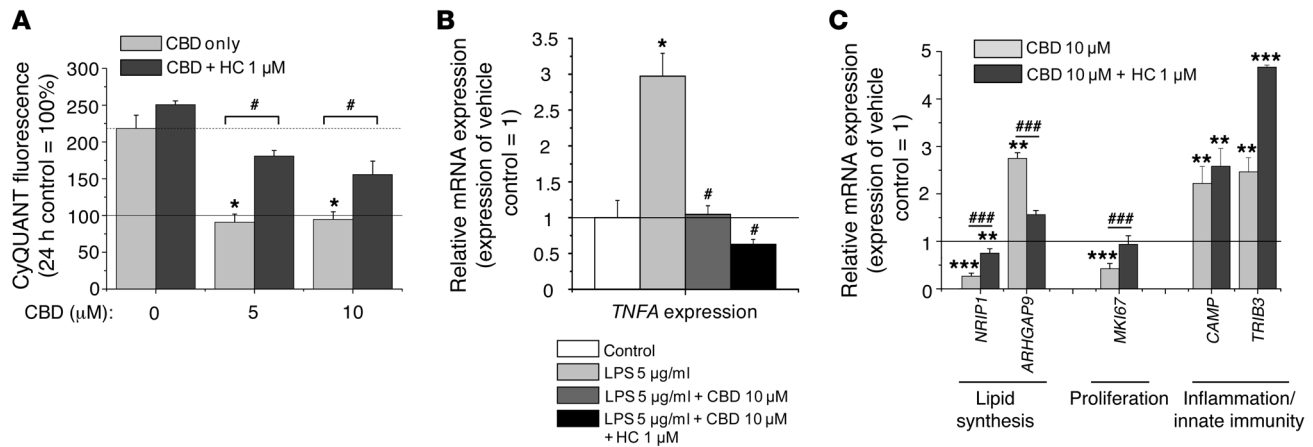 A
CBD only
CBD + HC 1 µM
CyQUANT fluorescence
(24 h control = 100%)
300
250
200
150
100
50
0
#
#
*
*
CBD (µM):
0
5
10
B
Relative mRNA expression
(expression of vehicle
control = 1)
3.5
3
2.5
2
1.5
1
0.5
0
*
#
#
TNFA expression
Control
LPS 5 µg/ml
LPS 5 µg/ml + CBD 10 µM
LPS 5 µg/ml + CBD 10 µM
+ HC 1 µM
C
CBD 10 µM
CBD 10 µM + HC 1 µM
Relative mRNA expression
(expression of vehicle
control = 1)
5
4
3
2
1
0
###
***
**
###
**
###
***
**
**
**
***
NRIP1
ARHGAP9
MKI67
CAMP
TRIB3
Lipid
synthesis
Proliferation
Inflammation/
innate immunity